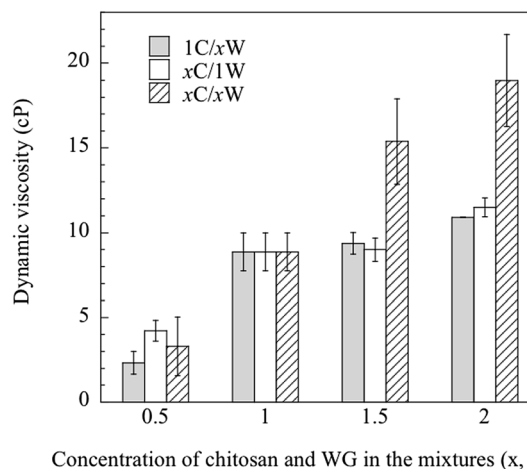 1C/xW
xC/1W
xC/xW
Dynamic viscosity (cP)
20
15
10
5
0
0.5 1 1.5 2
Concentration of chitosan and WG in the mixtures (x,